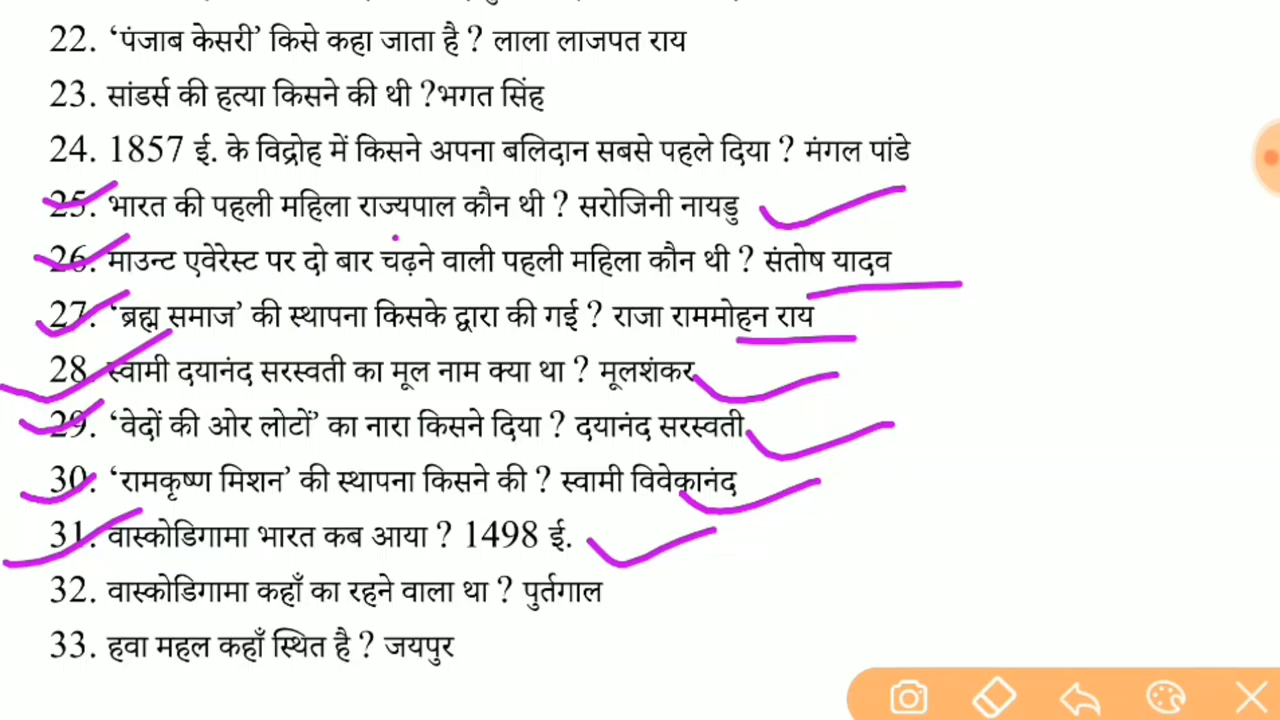 22. ‘पंजाब केसरी’ किसे कहा जाता है ? लाला लाजपत राय
23. सांडर्स की हत्या किसने की थी ?भगत सिंह
24. 1857 ई. के विद्रोह में किसने अपना बलिदान सबसे पहले दिया ? मंगल पांडे
25. भारत की पहली महिला राज्यपाल कौन थी ? सरोजिनी नायडु
26. माउन्ट एवेरेस्ट पर दो बार चंढ़ने वाली पहली महिला कौन थी ? संतोष यादव
27. ‘ब्रह्म समाज’ की स्थापना किसके द्वारा की गई ? राजा राममोहन राय
28. स्वामी दयानंद सरस्वती का मूल नाम क्या था ? मूलशंकर
29. ‘वेदों की ओर लोटों’ का नारा किसने दिया ? दयानंद सरस्वती
30. ‘रामकृष्ण मिशन’ की स्थापना किसने की ? स्वामी विवेकानंद
31. वास्कोडिगामा भारत कब आया ? 1498 ई.
32. वास्कोडिगामा कहाँ का रहने वाला था ? पुर्तगाल
33. हवा महल कहाँ स्थित है ? जयपुर